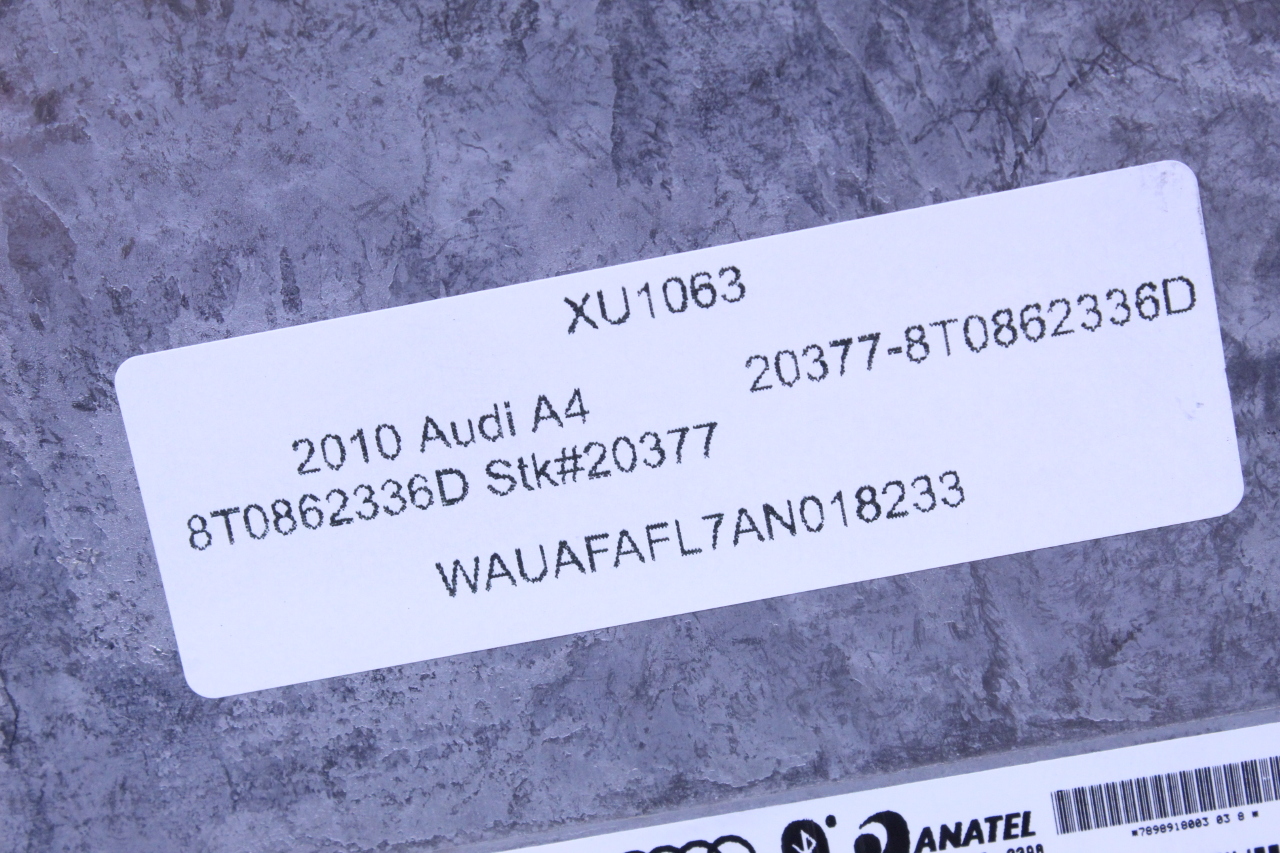 XU1063
20377-8T0862336D
2010 Audi A4
8T0862336D Stk#20377
WAUAFAFL7AN018233
ANATEL
*7898918003 03 8 *